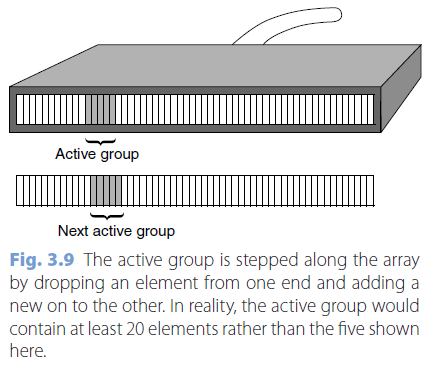 Active group
Next active group
Fig. 3.9 The active group is stepped along the array
by dropping an element from one end and adding a
new on to the other. In reality, the active group would
contain at least 20 elements rather than the five shown
here.